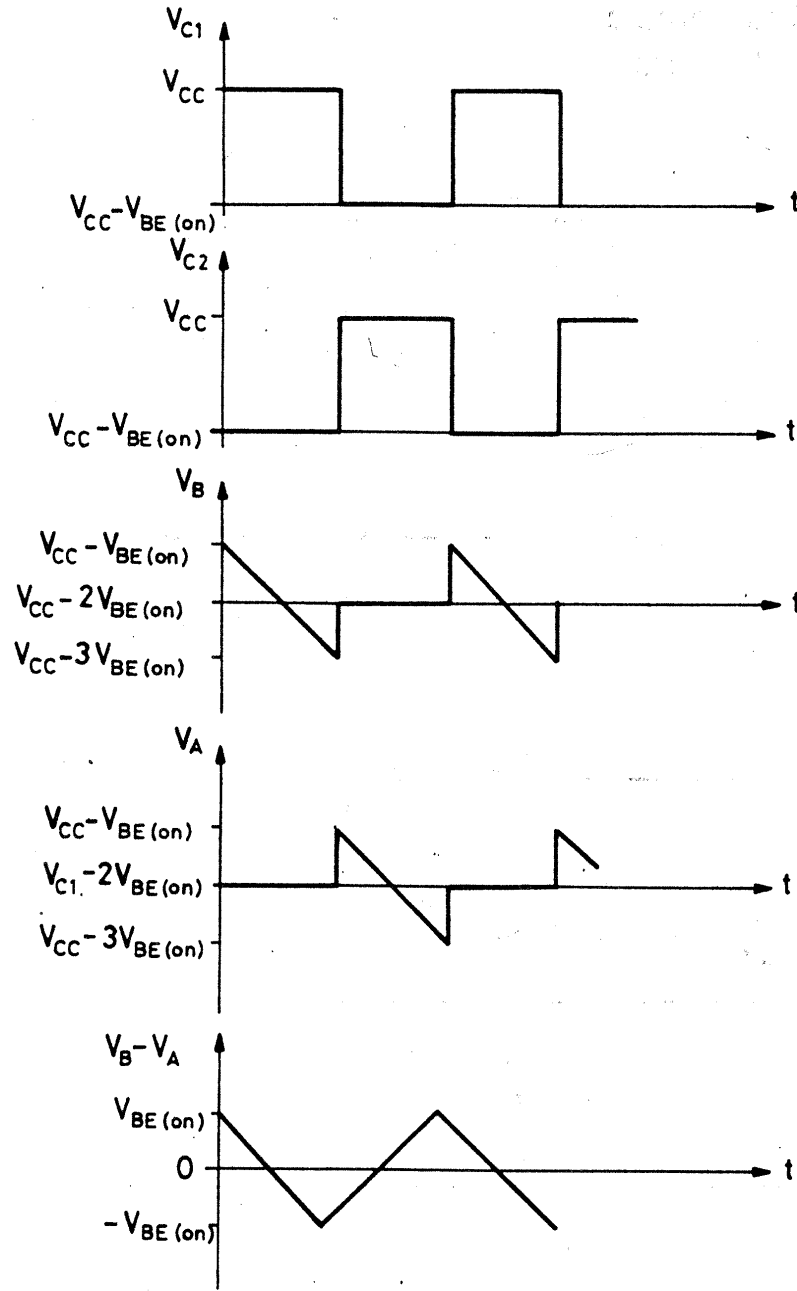 V_C1
V_CC
V_CC-V_BE(on)
t
V_C2
V_CC
V_CC-V_BE(on)
t
V_B
V_CC-V_BE(on)
V_CC-2V_BE(on)
t
V_CC-3V_BE(on)
V_A
V_CC-V_BE(on)
V_C1.-2V_BE(on)
t
V_CC-3V_BE(on)
V_B-V_A
V_BE(on)
0
t
-V_BE(on)